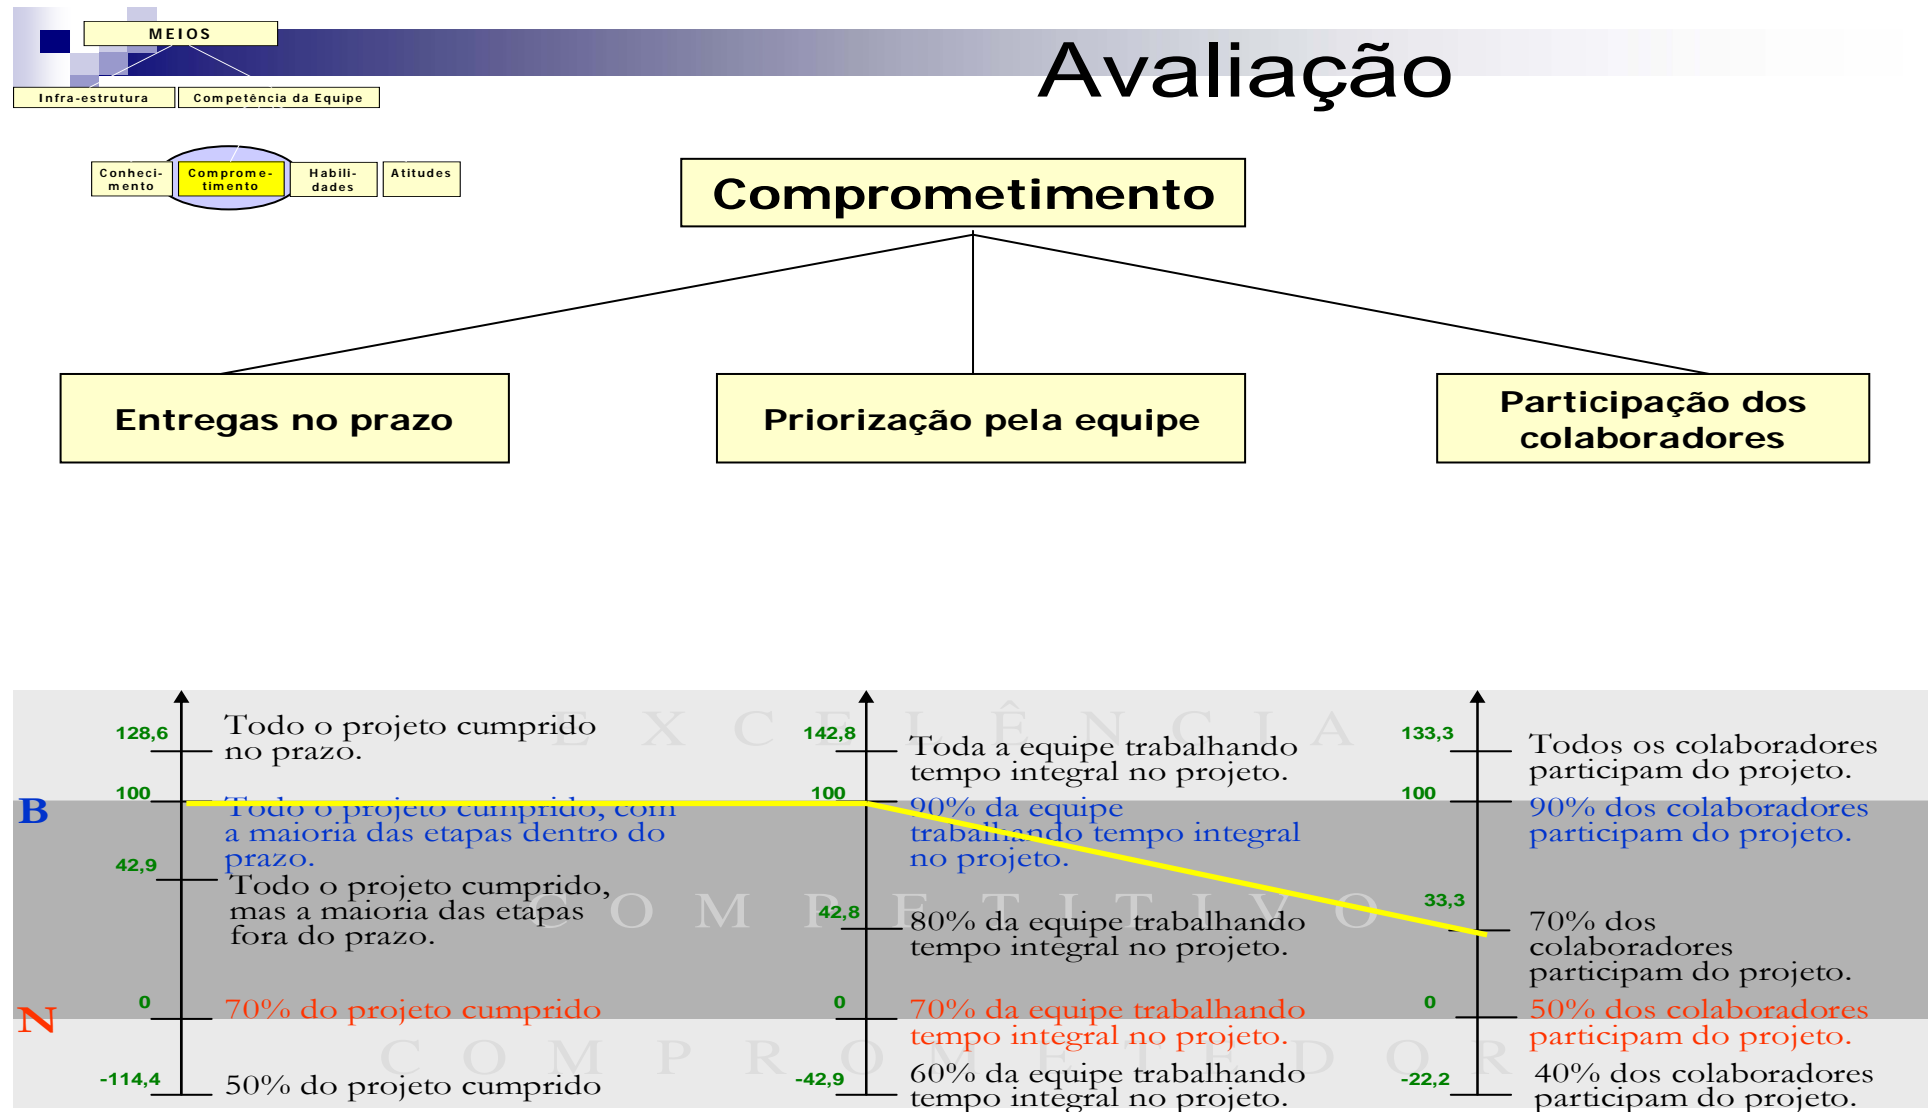 MEIOS
Avaliação
Infra-estrutura
Competência da Equipe
Conheci-
mento
Comprome-
timento
Habili-
dades
Atitudes
Comprometimento
Entregas no prazo
Priorização pela equipe
Participação dos
colaboradores
EXCELÊNCIA
128,6
Todo o projeto cumprido
no prazo.
B
100
Todo o projeto cumprido, com
a maioria das etapas dentro do
prazo.
42,9
Todo o projeto cumprido,
mas a maioria das etapas
fora do prazo.
N
0
70% do projeto cumprido
-114,4
50% do projeto cumprido
142,8
Toda a equipe trabalhando
tempo integral no projeto.
100
90% da equipe
trabalhando tempo integral
no projeto.
COMPETITIVO
42,8
80% da equipe trabalhando
tempo integral no projeto.
0
70% da equipe trabalhando
tempo integral no projeto.
COMPROMETEDOR
-42,9
60% da equipe trabalhando
tempo integral no projeto.
133,3
Todos os colaboradores
participam do projeto.
100
90% dos colaboradores
participam do projeto.
33,3
70% dos
colaboradores
participam do projeto.
0
50% dos colaboradores
participam do projeto.
-22,2
40% dos colaboradores
participam do projeto.